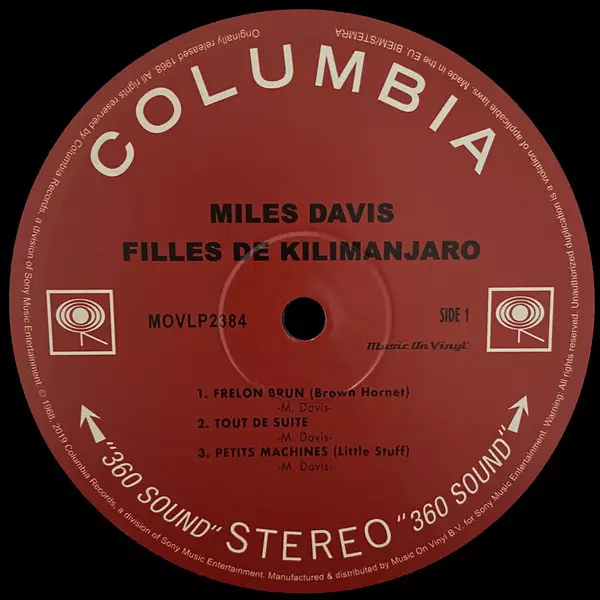 Originally released 1968. All rights reserved by Columbia Records, a division of Sony Music Entertainment. © 1968, 2019 Columbia Records, a division of Sony Music Entertainment. Manufactured & distributed by Music On Vinyl B.V. for Sony Music Entertainment. Warning: All rights reserved. Unauthorized duplication is a violation of applicable laws. Made in the EU. BIEM/STEMRA
COLUMBIA
MILES DAVIS
FILLES DE KILIMANJARO
MOVLP2384
SIDE 1
Music On Vinyl
1. FRELON BRUN (Brown Hornet)
-M. Davis-
2. TOUT DE SUITE
-M. Davis-
3. PETITS MACHINES (Little Stuff)
-M. Davis-
"360 SOUND" STEREO "360 SOUND"